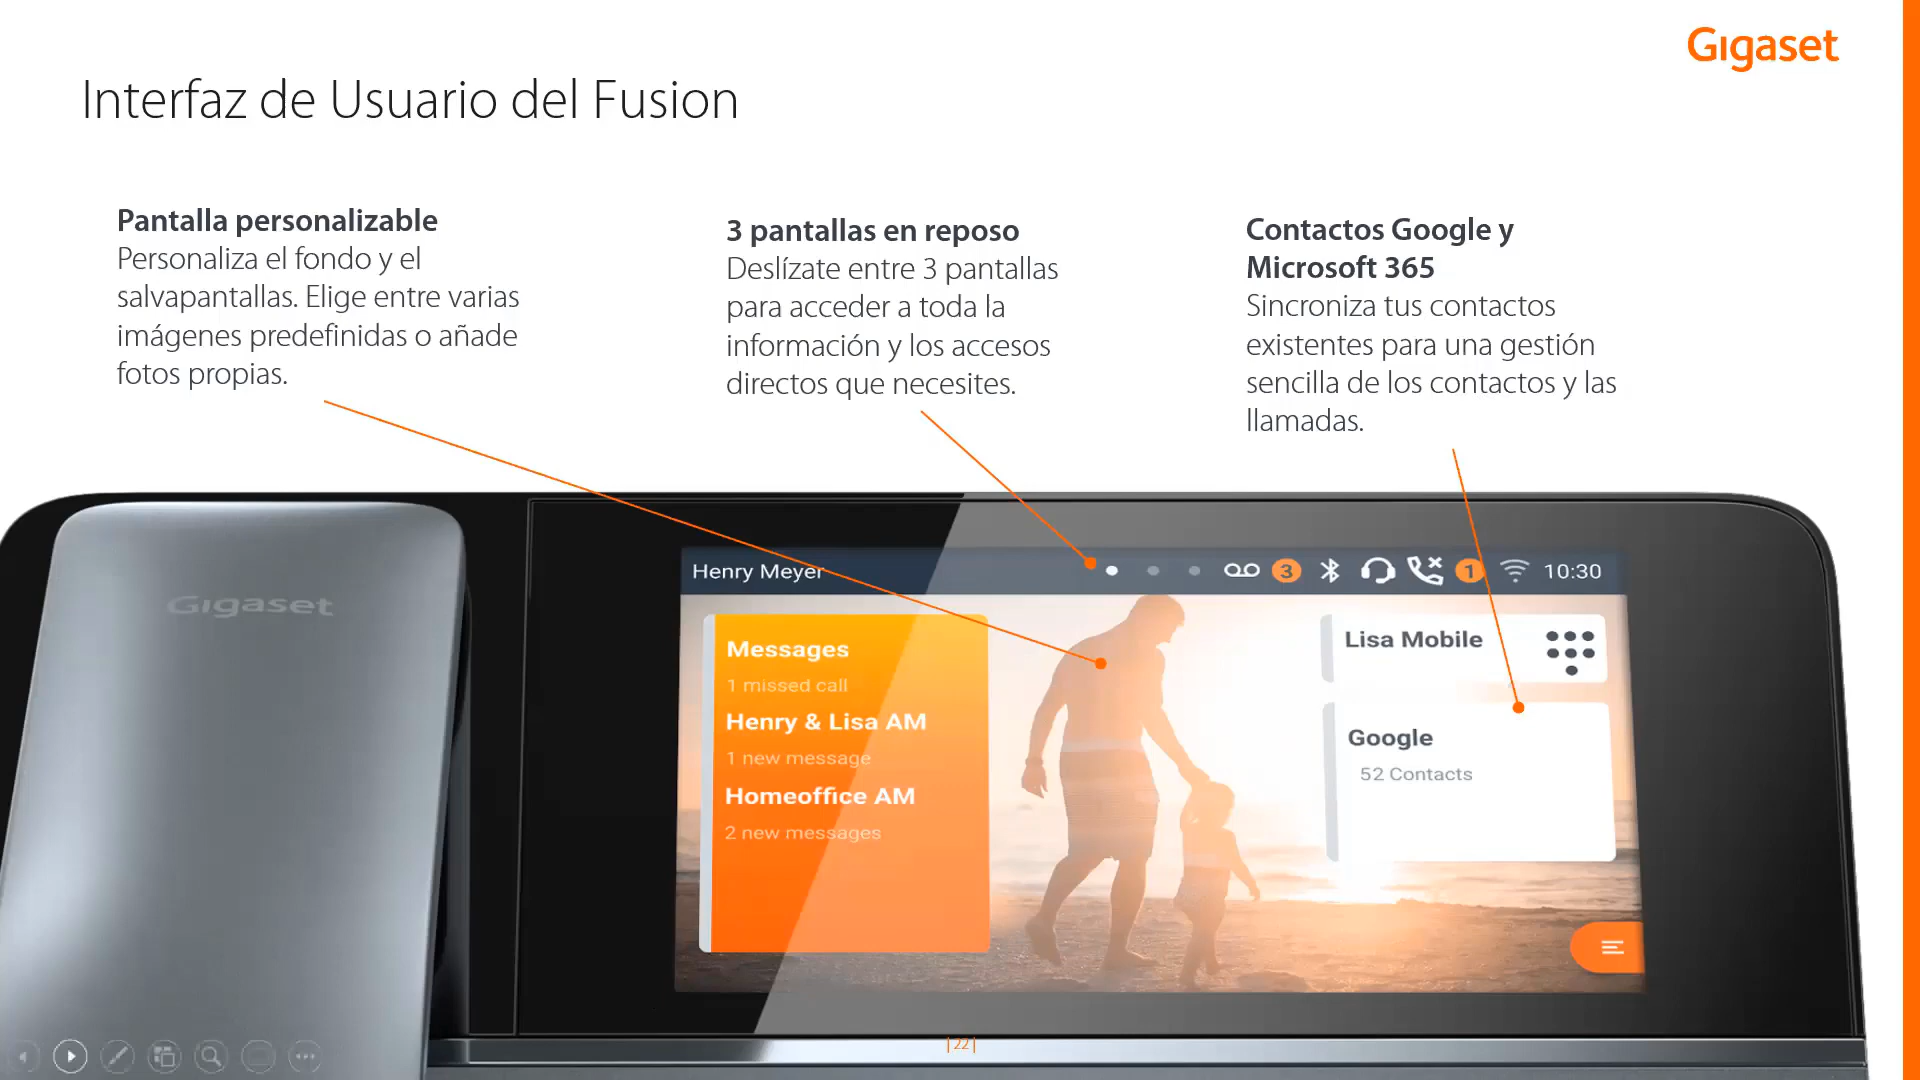 Gigaset
Interfaz de Usuario del Fusion
Pantalla personalizable
Personaliza el fondo y el
salvapantallas. Elige entre varias
imágenes predefinidas o añade
fotos propias.
3 pantallas en reposo
Deslízate entre 3 pantallas
para acceder a toda la
información y los accesos
directos que necesites.
Contactos Google y
Microsoft 365
Sincroniza tus contactos
existentes para una gestión
sencilla de los contactos y las
llamadas.
Gigaset
Henry Meyer
3
1
10:30
Messages
1 missed call
Henry & Lisa AM
1 new message
Homeoffice AM
2 new messages
Lisa Mobile
Google
52 Contacts
| 22 |